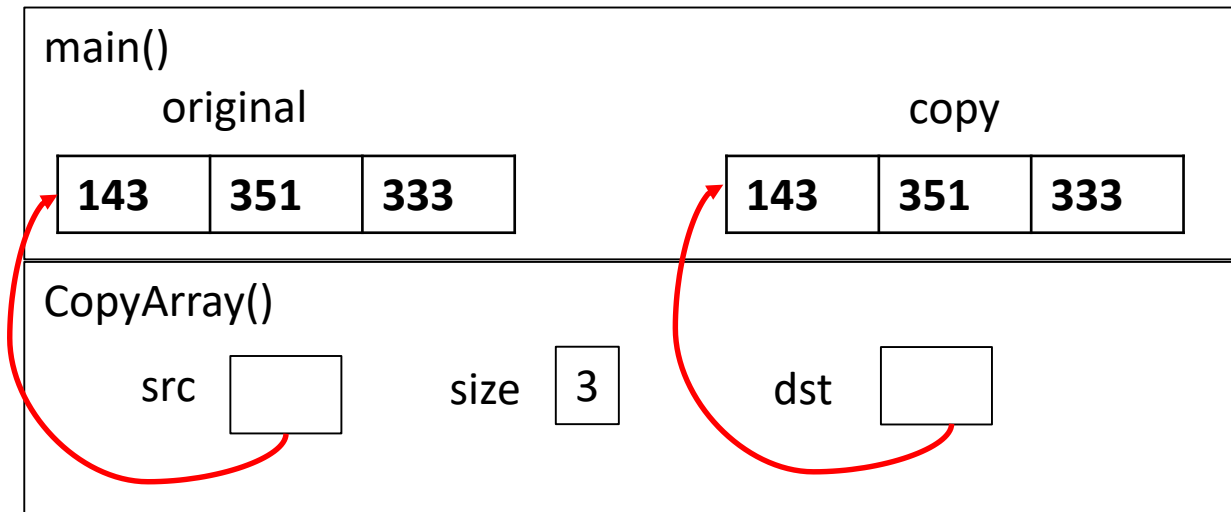 main()
original copy
143 351 333 143 351 333
CopyArray()
src size 3 dst